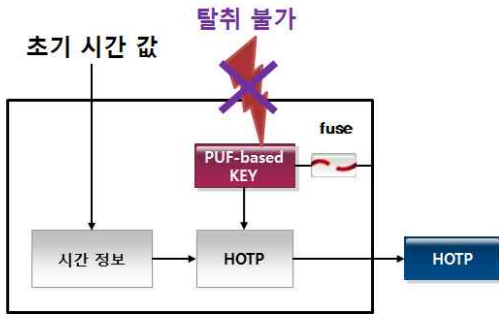 탈취 불가
초기 시간 값
fuse
PUF-based
KEY
시간 정보
HOTP
HOTP